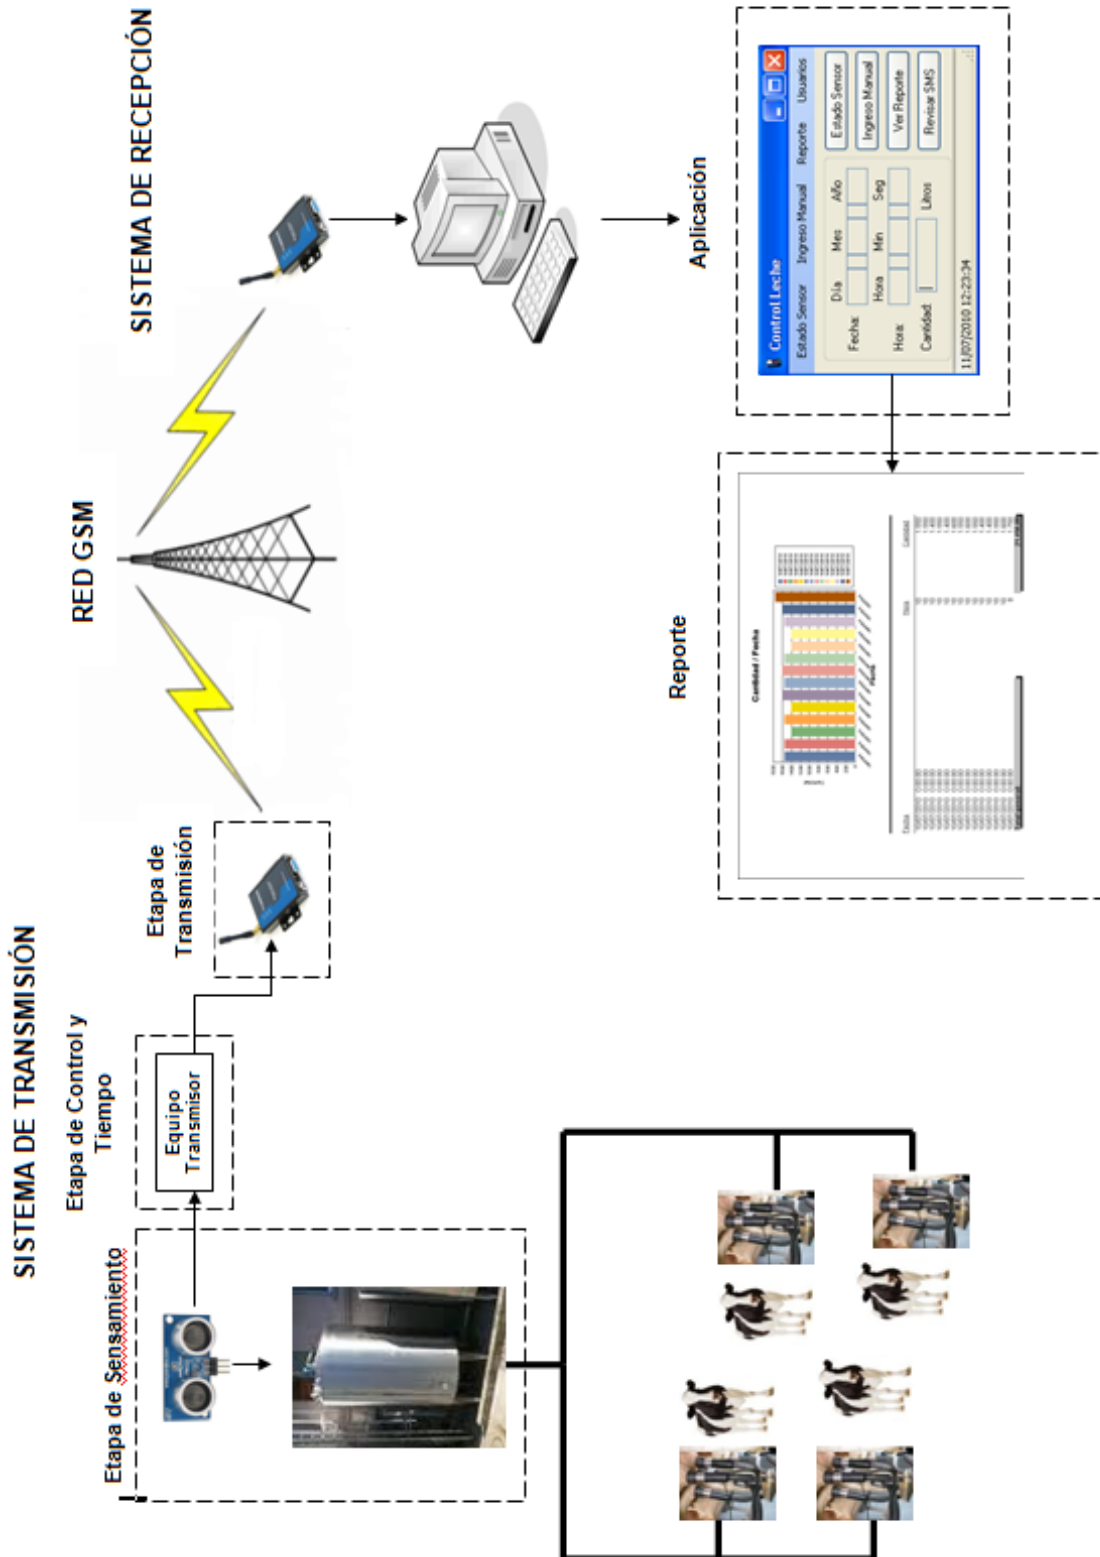 SISTEMA DE TRANSMISIÓN
Etapa de Sensamiento
Etapa de Control y
Tiempo
Equipo
Transmisor
Etapa de
Transmisión
RED GSM
SISTEMA DE RECEPCIÓN
Aplicación
Control Leche
Estado Sensor Ingreso Manual Reporte Usuarios
Día Mes Año
Fecha:
Hora Min Seg
Hora:
Cantidad: Litros
Estado Sensor
Ingreso Manual
Ver Reporte
Revisar SMS
11/07/2010 12:23:34
Reporte
Cantidad / Fecha
Fecha
Cantidad